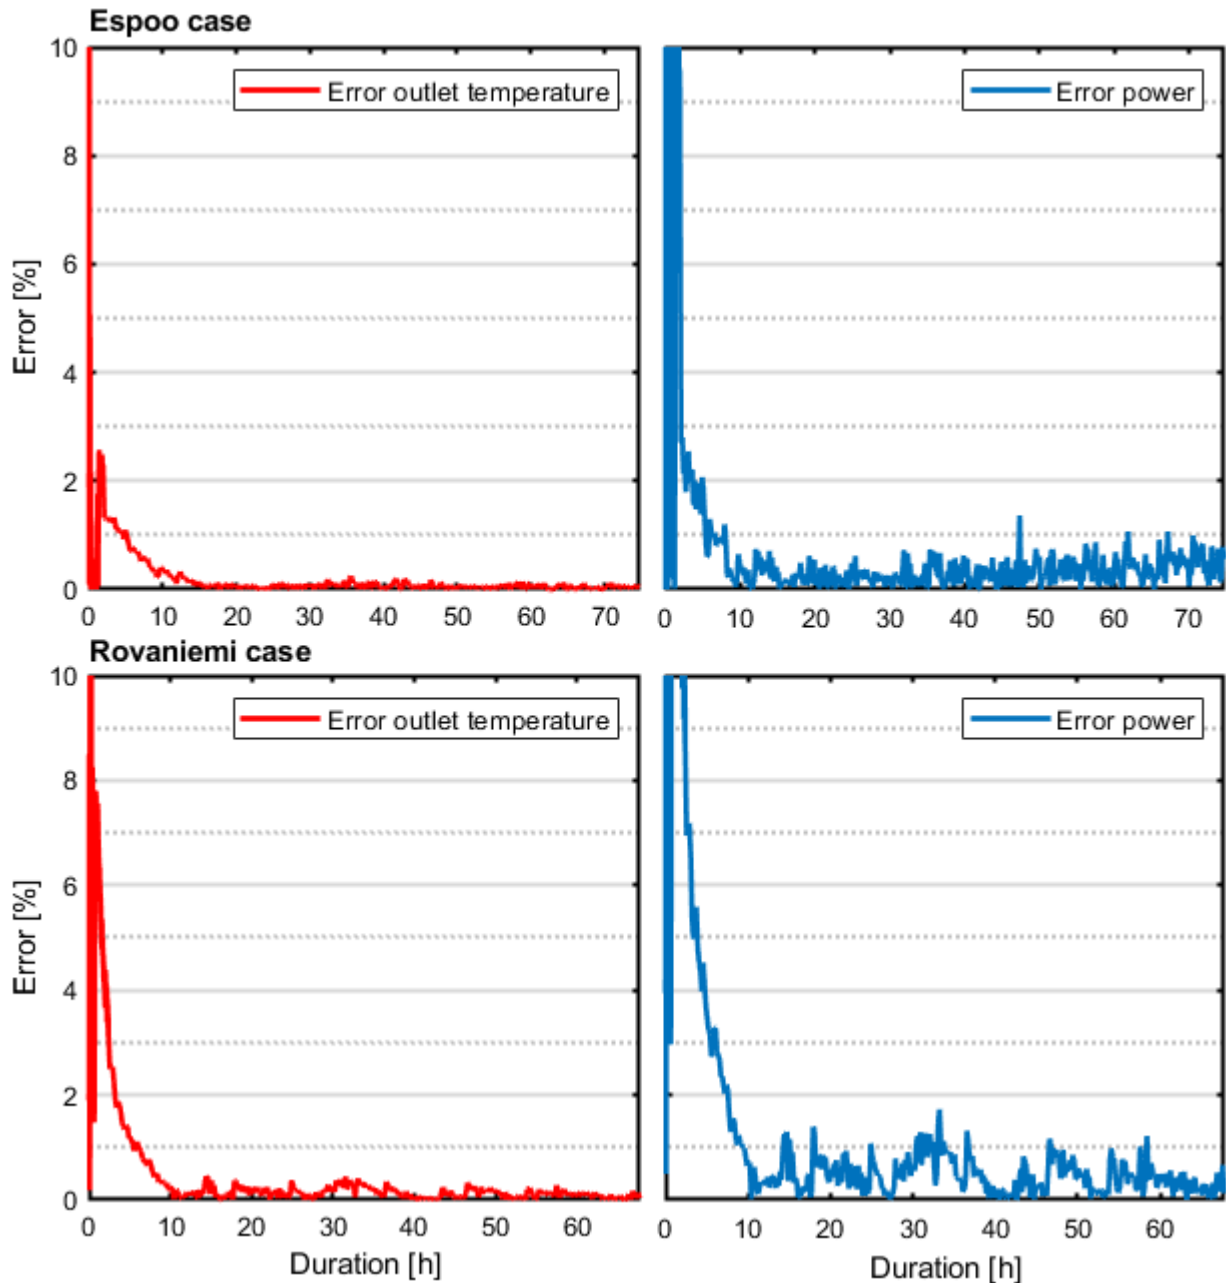 Espoo case
Error outlet temperature
Error power
10
8
6
4
2
0
Error [%]
0 10 20 30 40 50 60 70
0 10 20 30 40 50 60 70
Rovaniemi case
Error outlet temperature
Error power
10
8
6
4
2
0
Error [%]
0 10 20 30 40 50 60
0 10 20 30 40 50 60
Duration [h]
Duration [h]